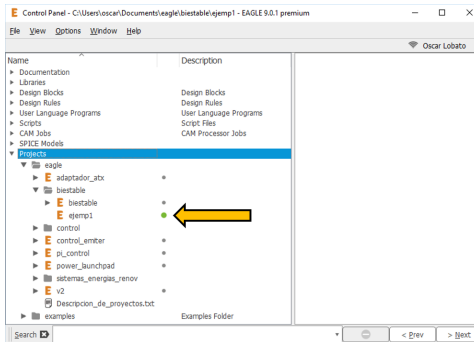 Control Panel - C:\Users\oscar\Documents\eagle\biestable\ejemp1 - EAGLE 9.0.1 premium
File View Options Window Help
Oscar Lobato
Name Description
Documentation
Libraries
Design Blocks Design Blocks
Design Rules Design Rules
User Language Programs User Language Programs
Scripts Script Files
CAM Jobs CAM Processor Jobs
SPICE Models
Projects
eagle
adaptador_atx
biestable
biestable
ejemp1
control
control_emiter
pi_control
power_launchpad
sistemas_energias_renov
v2
Descripcion_de_proyectos.txt
examples Examples Folder
Search < Prev > Next